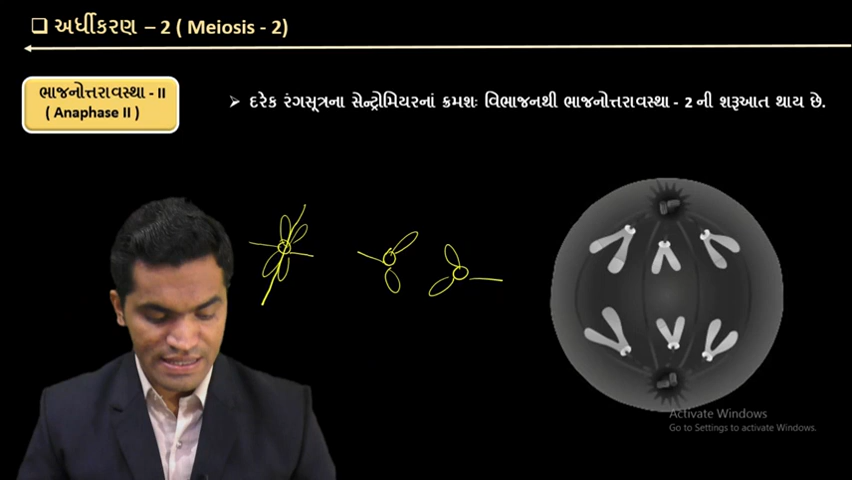 ❑ અર્ધીકરણ – 2 ( Meiosis - 2)
ભાજનોત્તરાવસ્થા - II
( Anaphase II )
➢ દરેક રંગસૂત્રના સેન્ટ્રોમિયરનાં ક્રમશઃ વિભાજનથી ભાજનોત્તરાવસ્થા - 2 ની શરૂઆત થાય છે.
Activate Windows
Go to Settings to activate Windows.